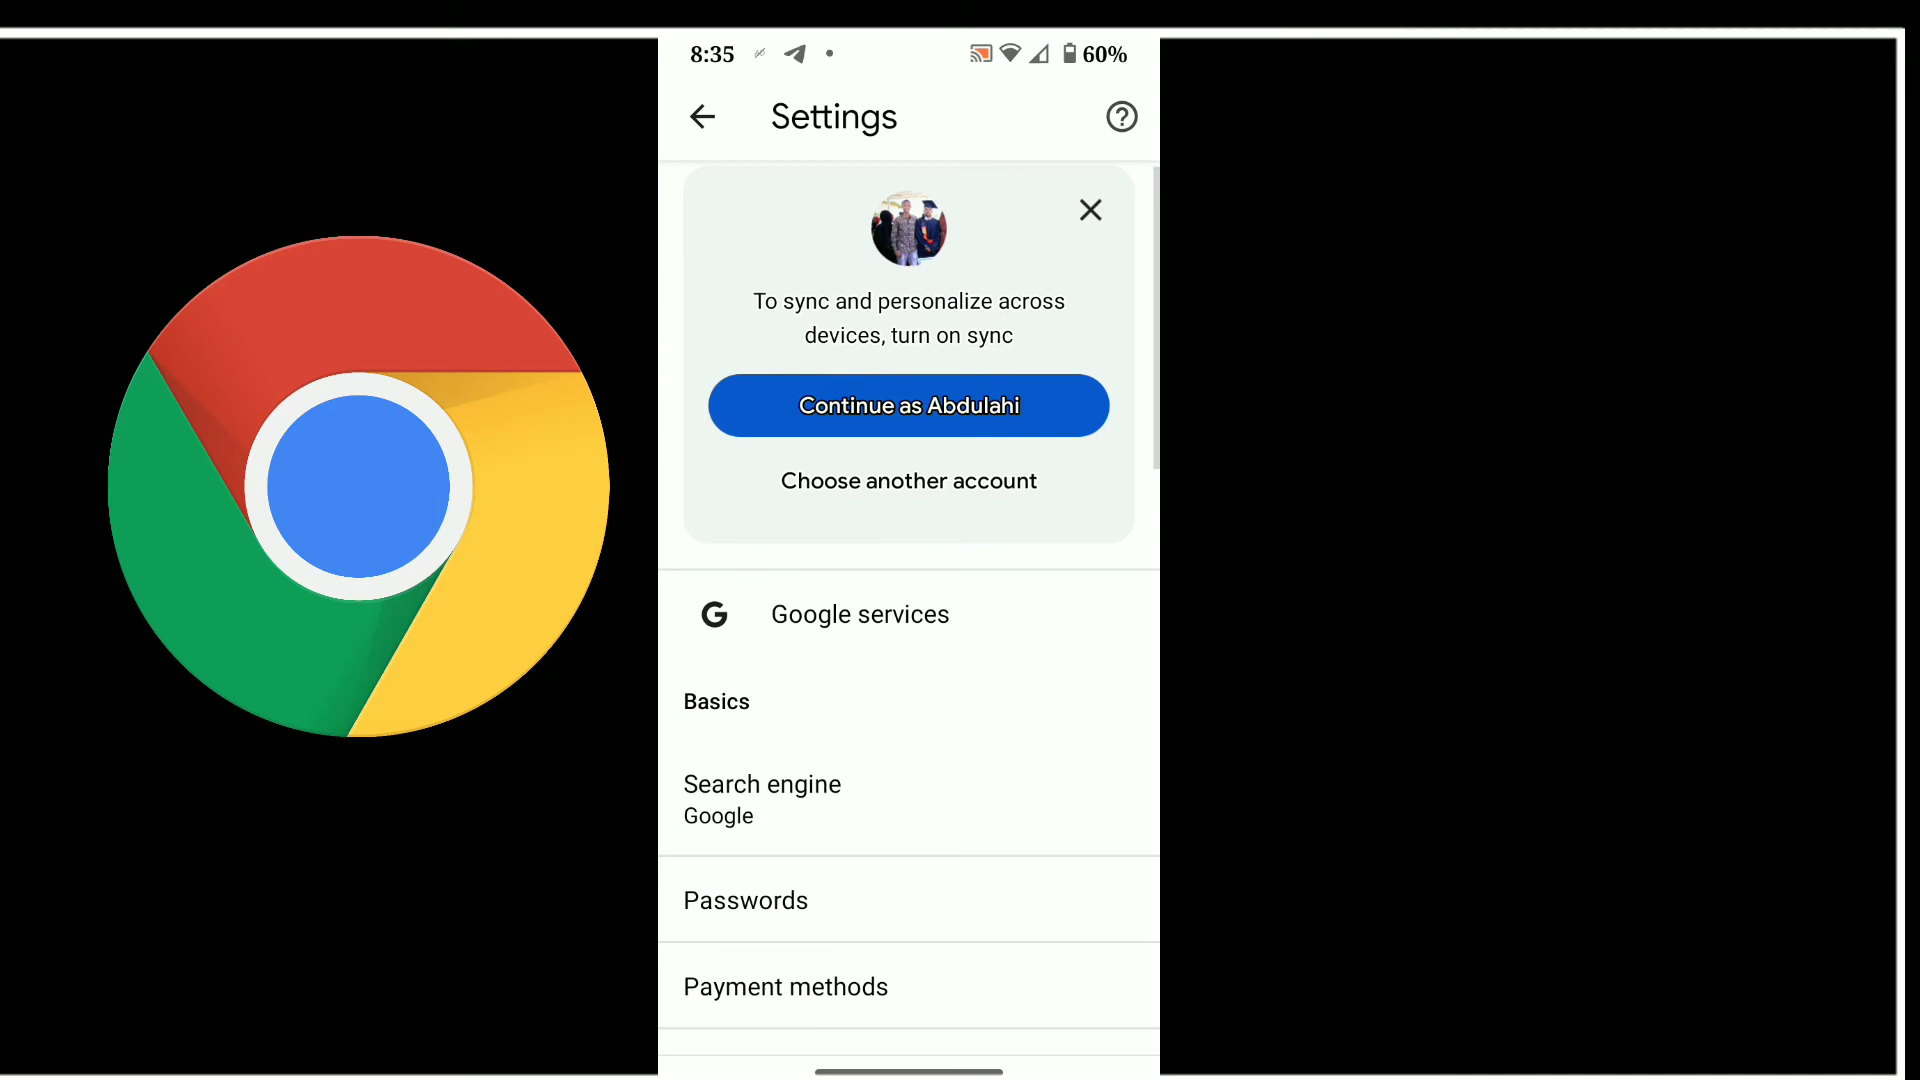 8:35
60%
Settings
To sync and personalize across
devices, turn on sync
Continue as Abdulahi
Choose another account
Google services
Basics
Search engine
Google
Passwords
Payment methods